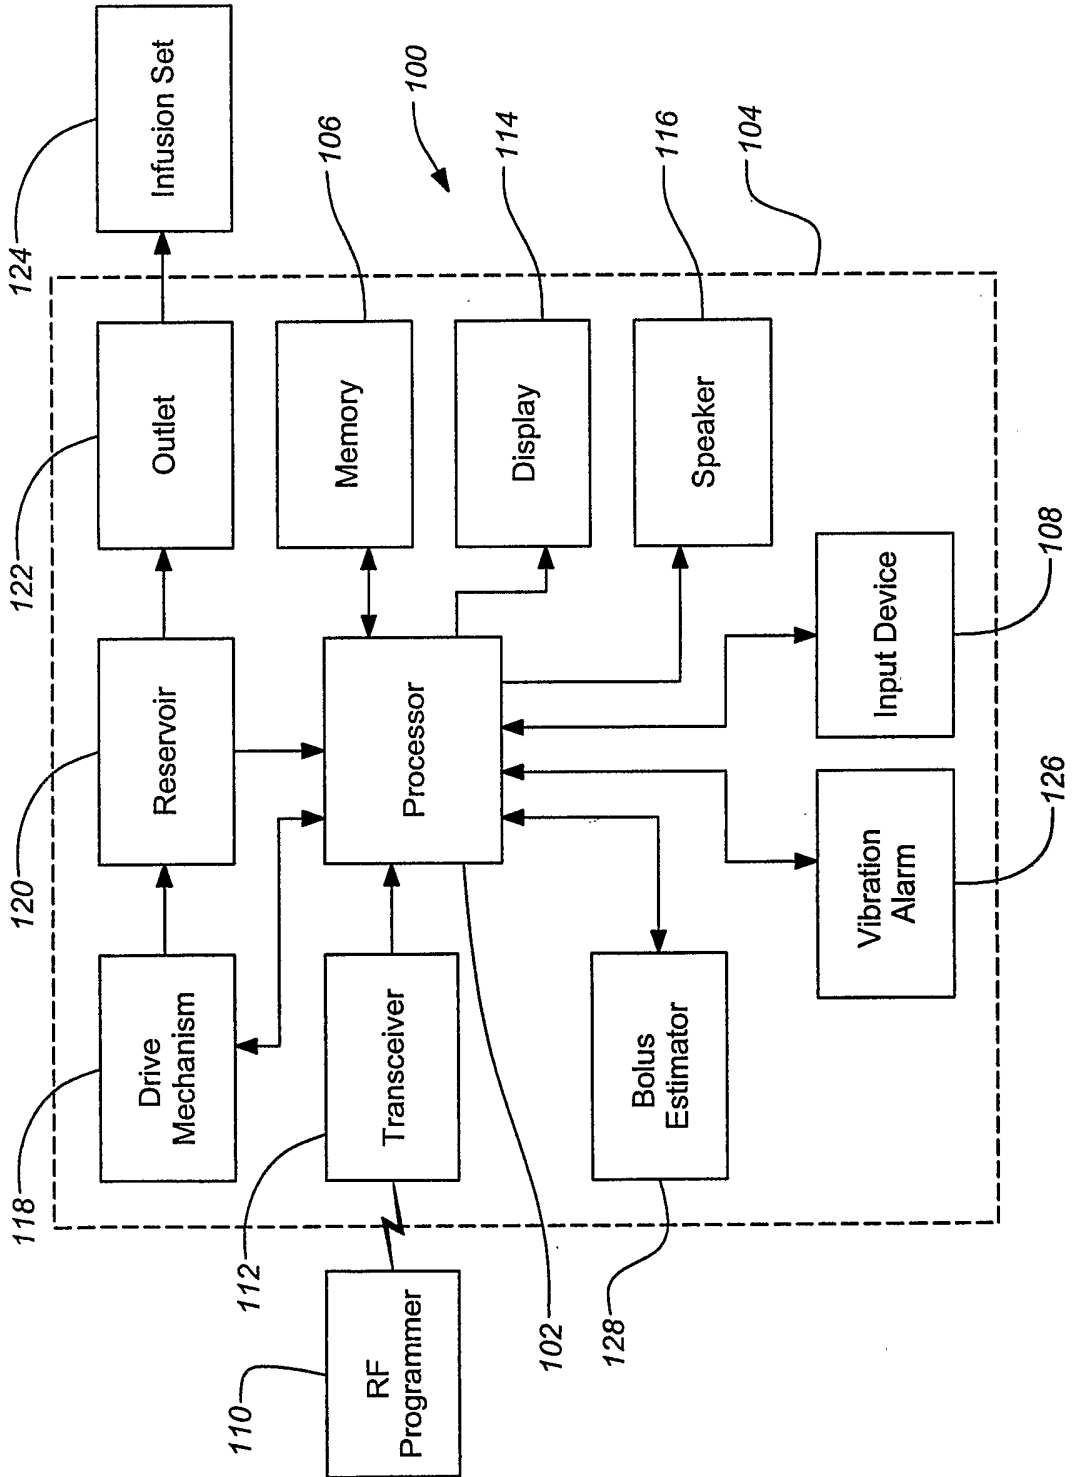 118
120
122
124
Drive
Mechanism
Reservoir
Outlet
Infusion Set
110
112
106
RF
Programmer
Transceiver
Processor
Memory
100
114
Display
102
128
Bolus
Estimator
116
Speaker
104
Vibration
Alarm
Input Device
126
108